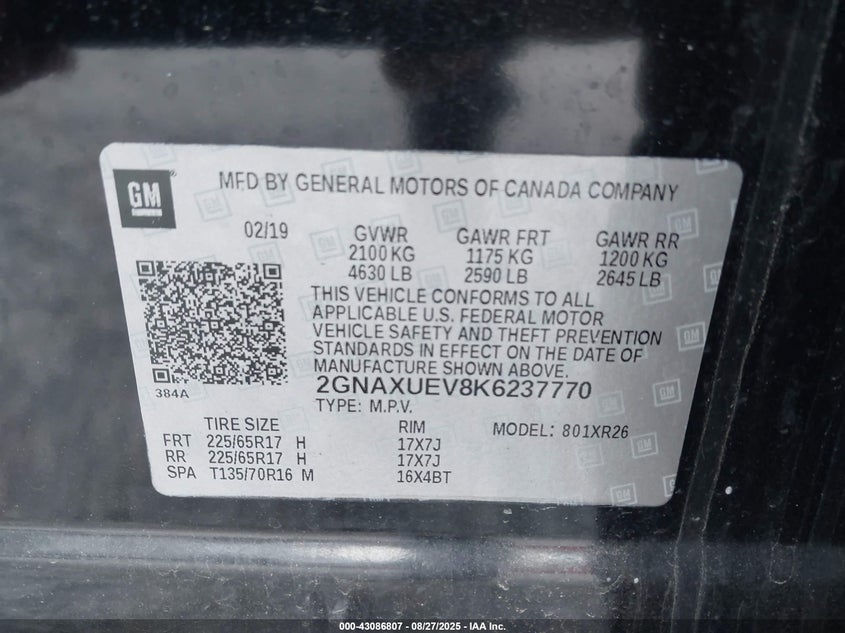 GM
MFD BY GENERAL MOTORS OF CANADA COMPANY
02/19 GVWR GAWR FRT GAWR RR
2100 KG 1175 KG 1200 KG
4630 LB 2590 LB 2645 LB
THIS VEHICLE CONFORMS TO ALL
APPLICABLE U.S. FEDERAL MOTOR
VEHICLE SAFETY AND THEFT PREVENTION
STANDARDS IN EFFECT ON THE DATE OF
MANUFACTURE SHOWN ABOVE.
384A
2GNAXUEV8K6237770
TYPE: M.P.V.
TIRE SIZE RIM MODEL: 801XR26
FRT 225/65R17 H 17X7J
RR 225/65R17 H 17X7J
SPA T135/70R16 M 16X4BT
000-43086807 - 08/27/2025 - IAA Inc.